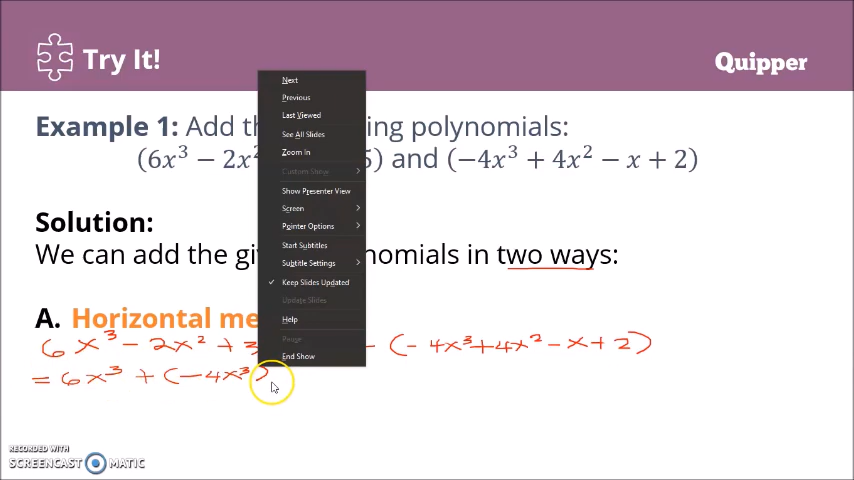 Try It!
Quipper
Example 1: Add th ing polynomials:
(6x³ − 2x² 5) and (−4x³ + 4x² − x + 2)
Solution:
We can add the gi nomials in two ways:
A. Horizontal me
6x³ − 2x² + − (− 4x³ + 4x² − x + 2)
= 6x³ + (−4x³)
Next
Previous
Last Viewed
See All Slides
Zoom In
Custom Show
Show Presenter View
Screen
Pointer Options
Start Subtitles
Subtitle Settings
Keep Slides Updated
Update Slides
Help
Pause
End Show
RECORDED WITH
SCREENCAST MATIC